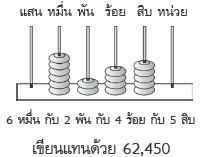 แสน หมื่น พัน ร้อย สิบ หน่วย
6 หมื่น กับ 2 พัน กับ 4 ร้อย กับ 5 สิบ
เขียนแทนด้วย 62,450